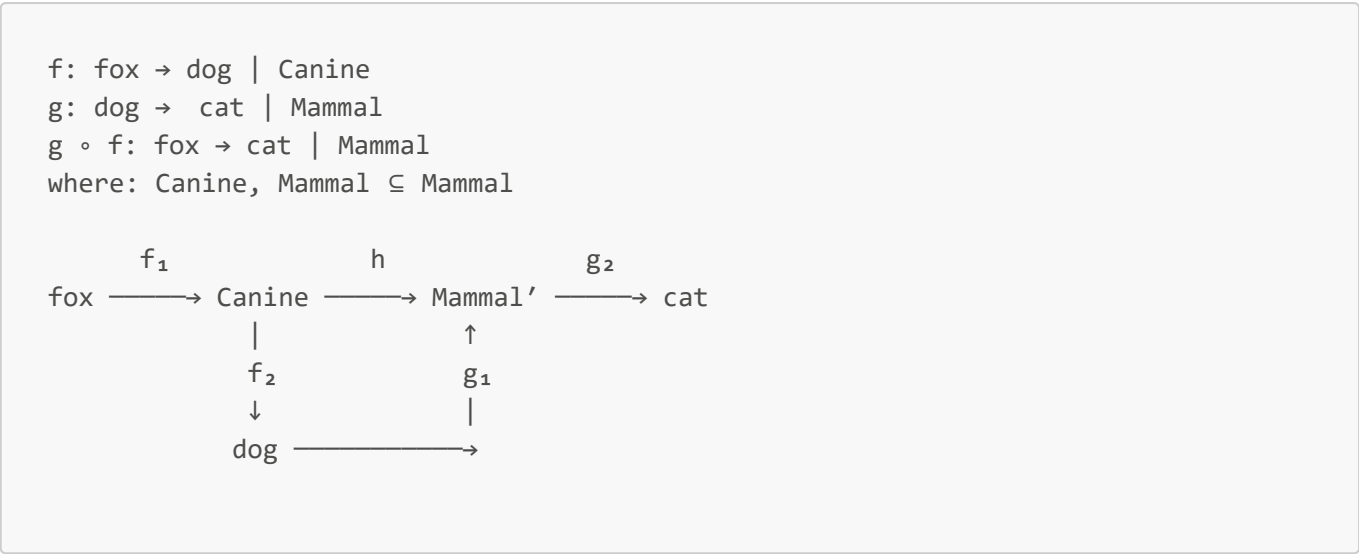 f: fox → dog | Canine
g: dog →  cat | Mammal
g ∘ f: fox → cat | Mammal
where: Canine, Mammal ⊆ Mammal
f₁ h g₂
fox ─────→ Canine ─────→ Mammal′ ─────→ cat
| ↑
f₂ g₁
↓ |
dog ───────────→